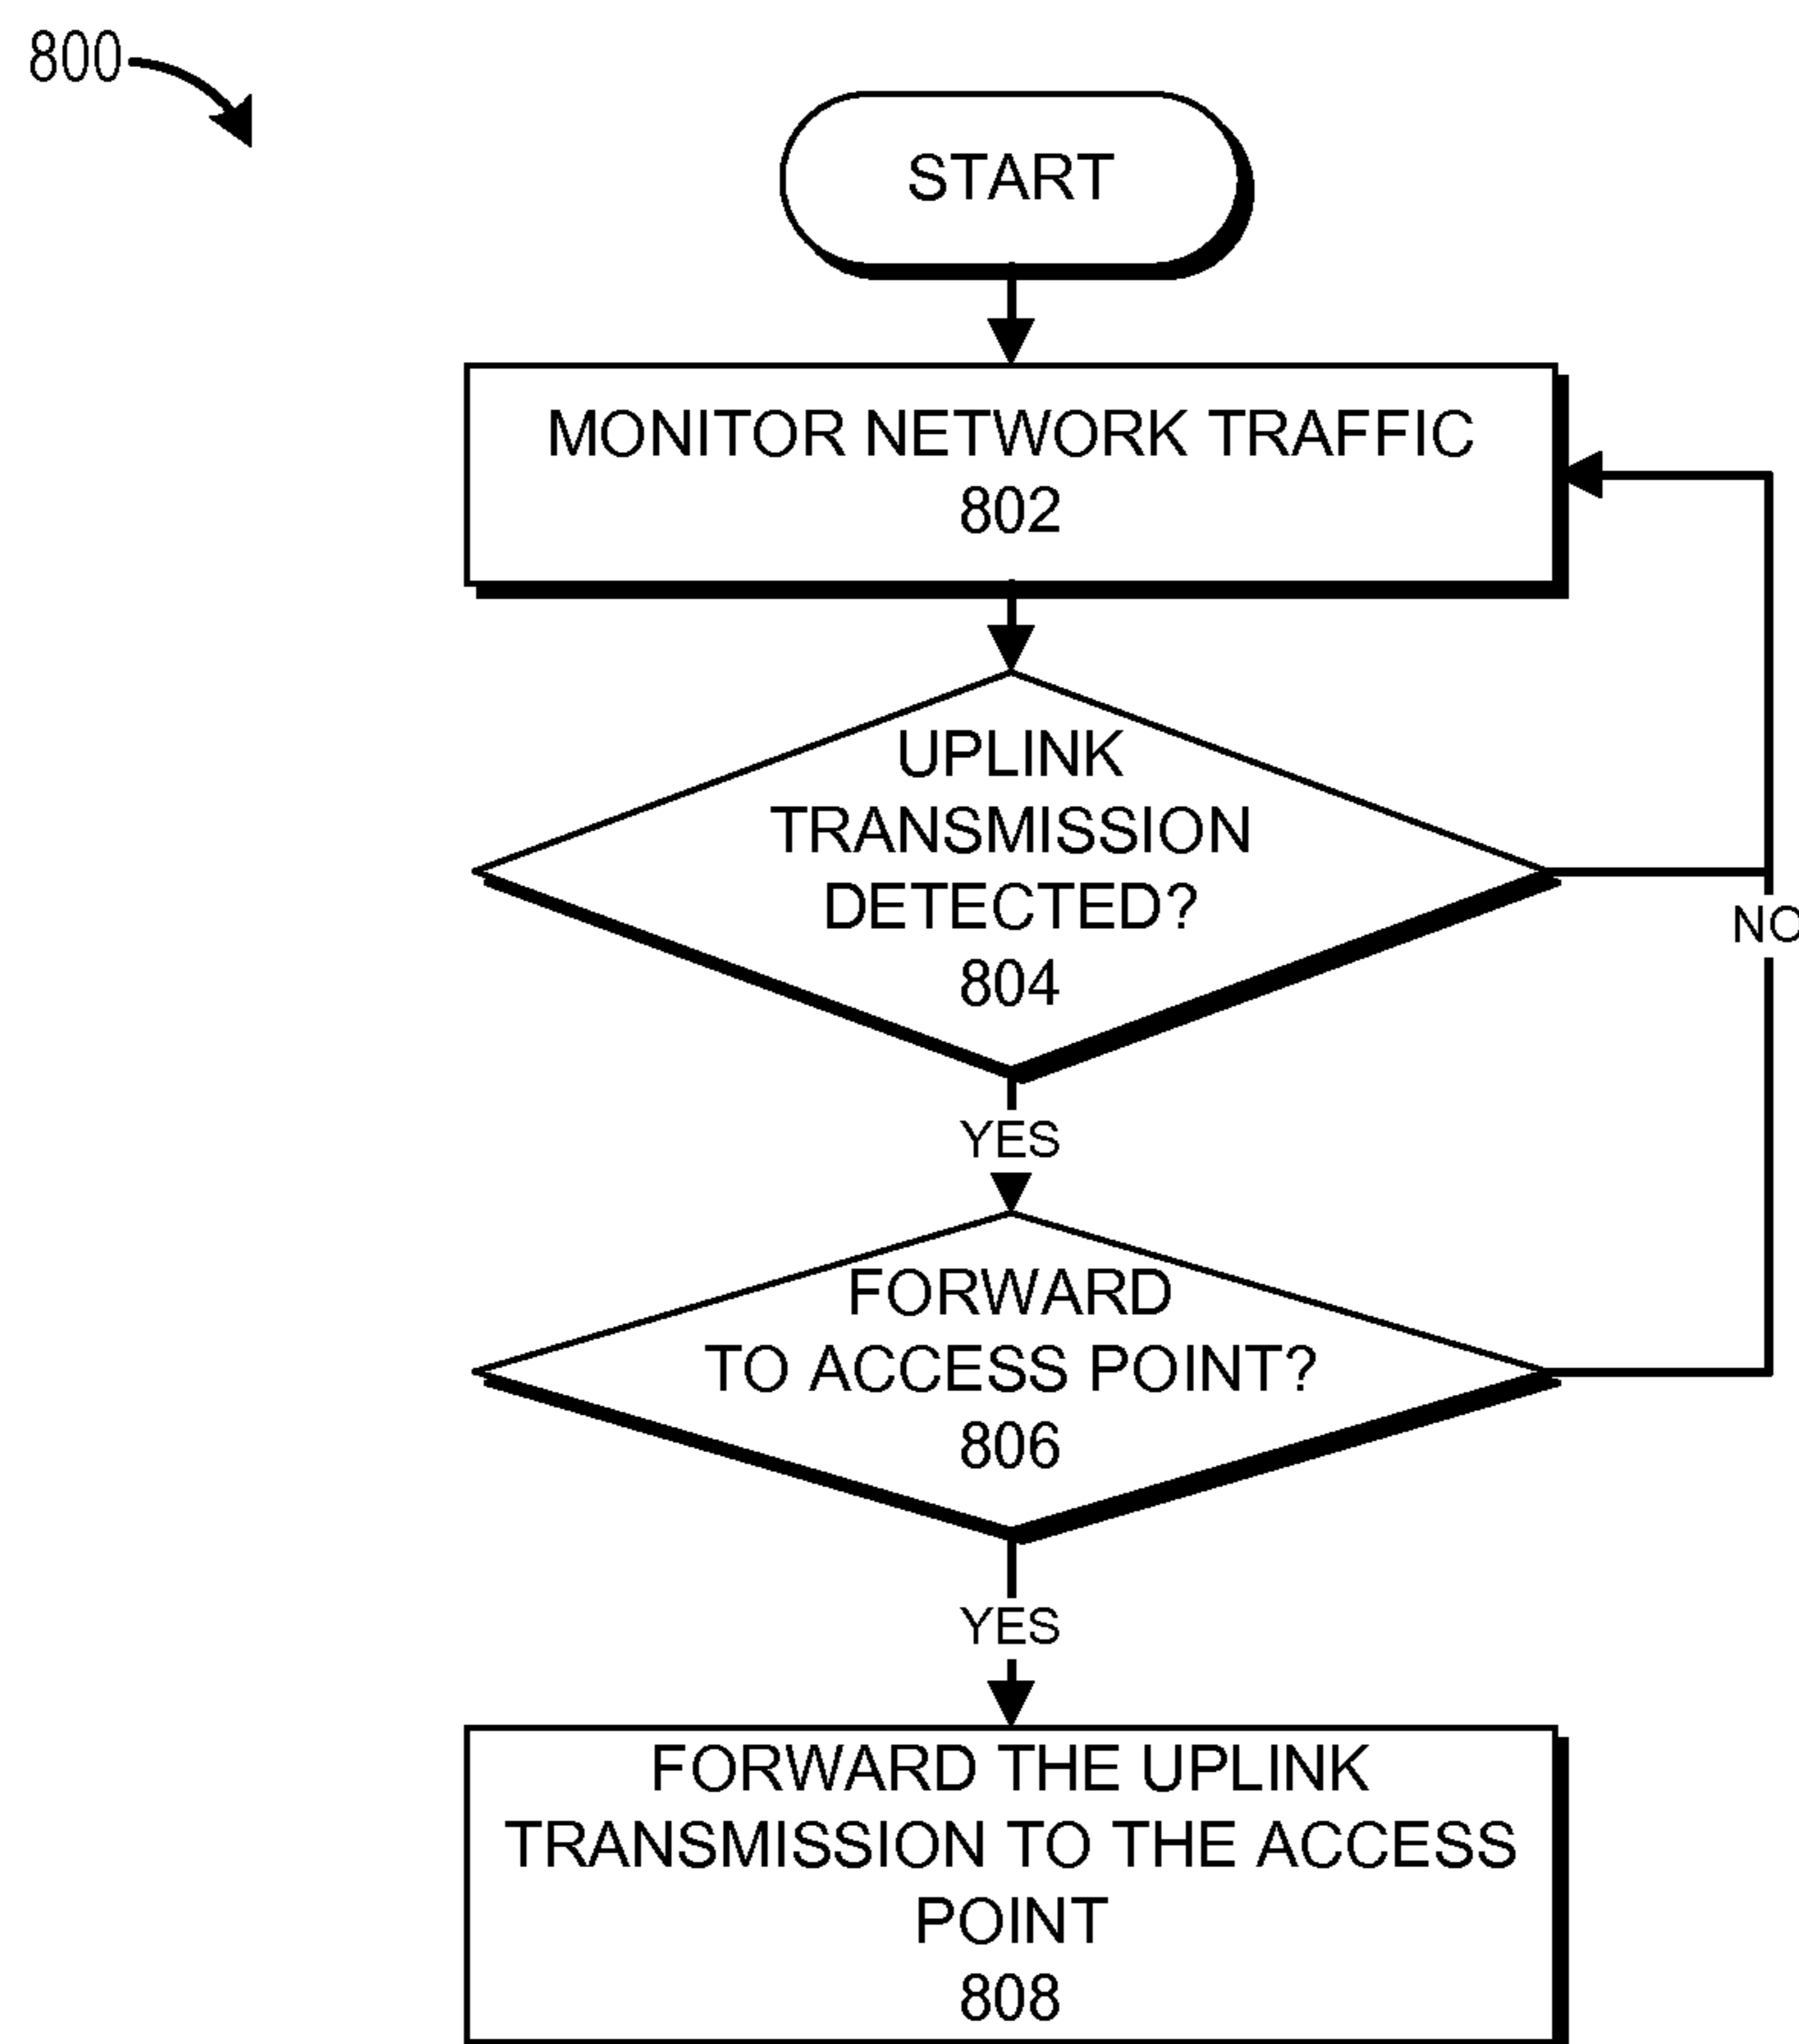 800
START
MONITOR NETWORK TRAFFIC
802
UPLINK
TRANSMISSION
DETECTED?
804
NO
YES
FORWARD
TO ACCESS POINT?
806
YES
FORWARD THE UPLINK
TRANSMISSION TO THE ACCESS
POINT
808